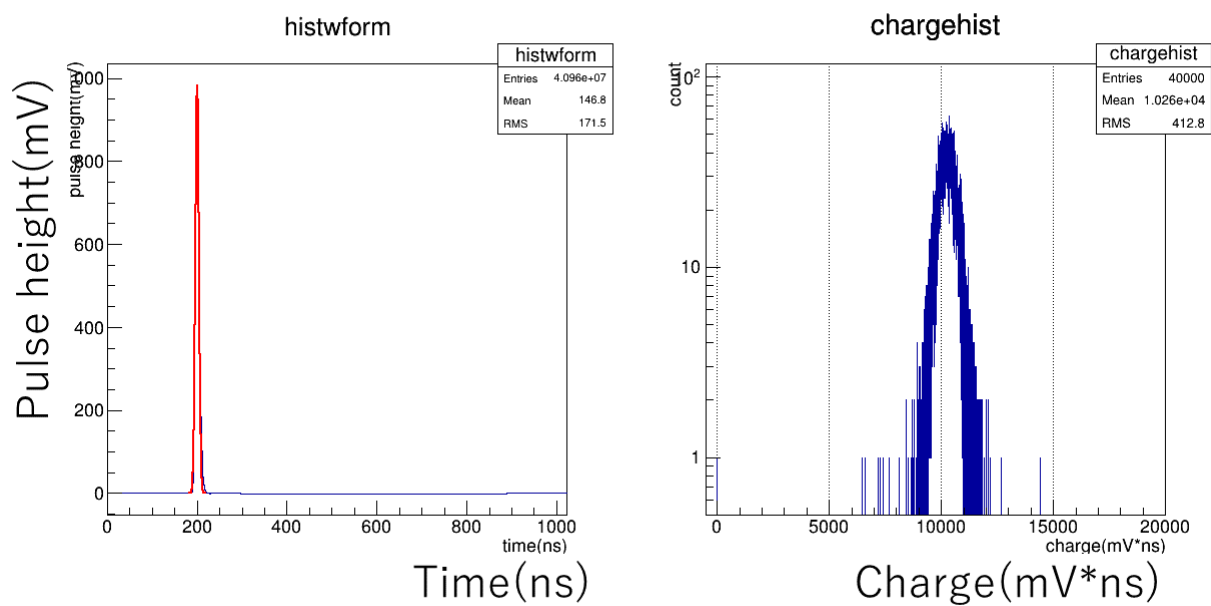 histwform
histwform
Entries 4.096e+07
Mean 146.8
RMS 171.5
Pulse height(mV)
pulse heignt(mV)
000
800
600
400
200
0
0 200 400 600 800 1000
time(ns)
Time(ns)
chargehist
chargehist
Entries 40000
Mean 1.026e+04
RMS 412.8
count
10²
10
1
0 5000 10000 15000 20000
charge(mV*ns)
Charge(mV*ns)